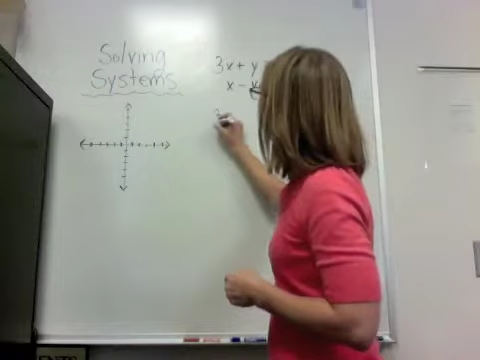 Solving
Systems
3x + y
x -